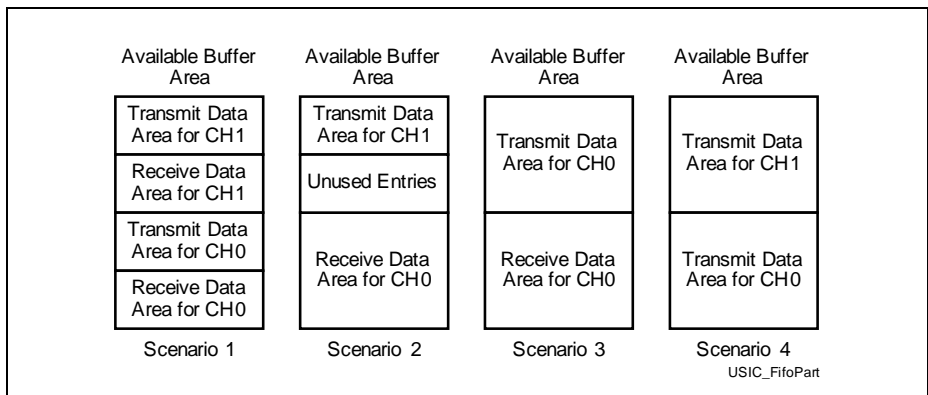 Available Buffer
Area
Transmit Data
Area for CH1
Receive Data
Area for CH1
Transmit Data
Area for CH0
Receive Data
Area for CH0
Scenario 1
Available Buffer
Area
Transmit Data
Area for CH1
Unused Entries
Receive Data
Area for CH0
Scenario 2
Available Buffer
Area
Transmit Data
Area for CH0
Receive Data
Area for CH0
Scenario 3
Available Buffer
Area
Transmit Data
Area for CH1
Transmit Data
Area for CH0
Scenario 4
USIC_FifoPart